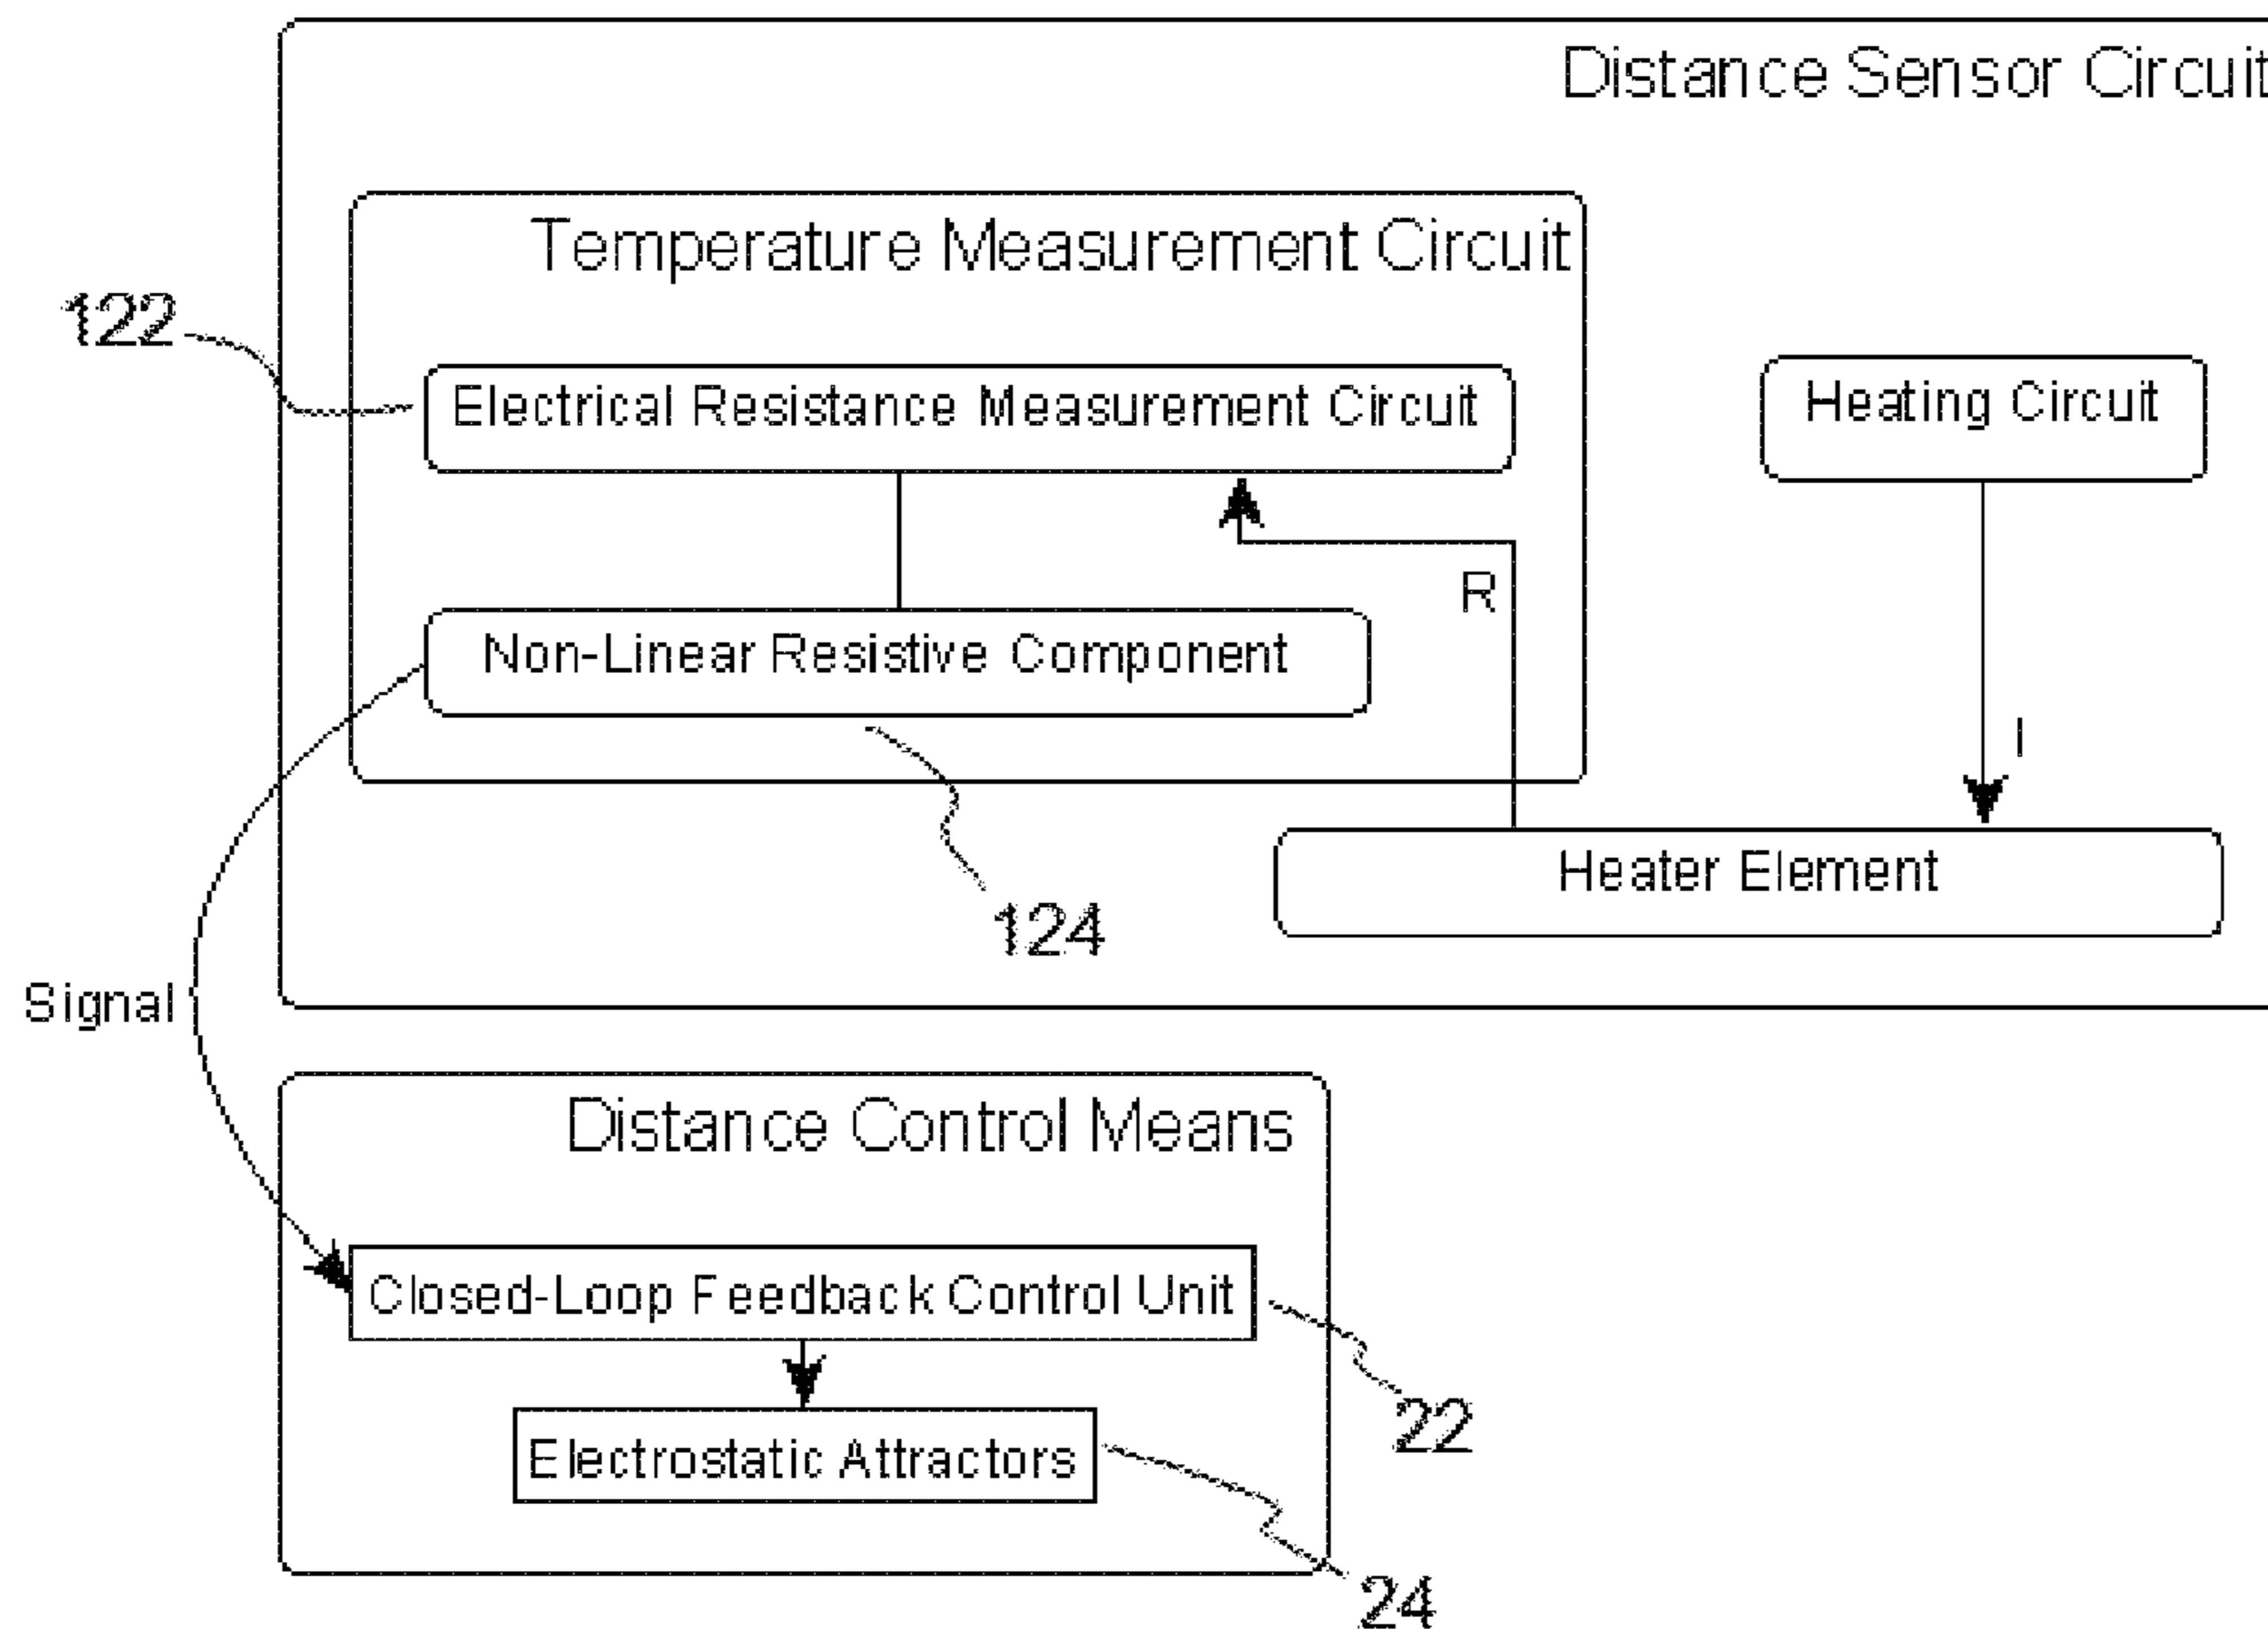 Distance Sensor Circuit
Temperature Measurement Circuit
122
Electrical Resistance Measurement Circuit
Heating Circuit
R
Non-Linear Resistive Component
I
Heater Element
124
Signal
Distance Control Means
Closed-Loop Feedback Control Unit
22
Electrostatic Attractors
24